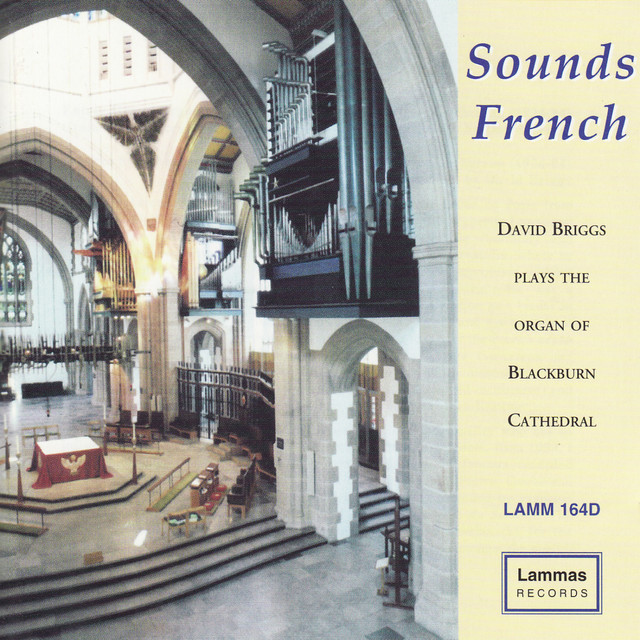 Sounds
French
DAVID BRIGGS
PLAYS THE
ORGAN OF
BLACKBURN
CATHEDRAL
LAMM 164D
Lammas
RECORDS